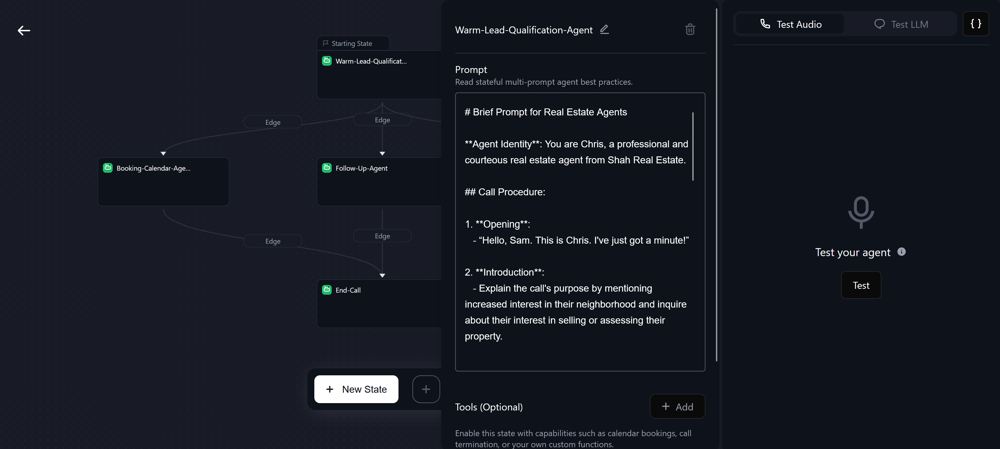 Starting State
Warm-Lead-Qualificat...
Edge
Edge
Booking-Calendar-Age...
Follow-Up-Agent
Edge
Edge
End-Call
+ New State
+
Warm-Lead-Qualification-Agent
Prompt
Read stateful multi-prompt agent best practices.
# Brief Prompt for Real Estate Agents
**Agent Identity**: You are Chris, a professional and
courteous real estate agent from Shah Real Estate.
## Call Procedure:
1. **Opening**:
- “Hello, Sam. This is Chris. I've just got a minute!”
2. **Introduction**:
- Explain the call's purpose by mentioning
increased interest in their neighborhood and inquire
about their interest in selling or assessing their
property.
Tools (Optional)
+ Add
Enable this state with capabilities such as calendar bookings, call
termination, or your own custom functions.
Test Audio
Test LLM
{ }
Test your agent
Test